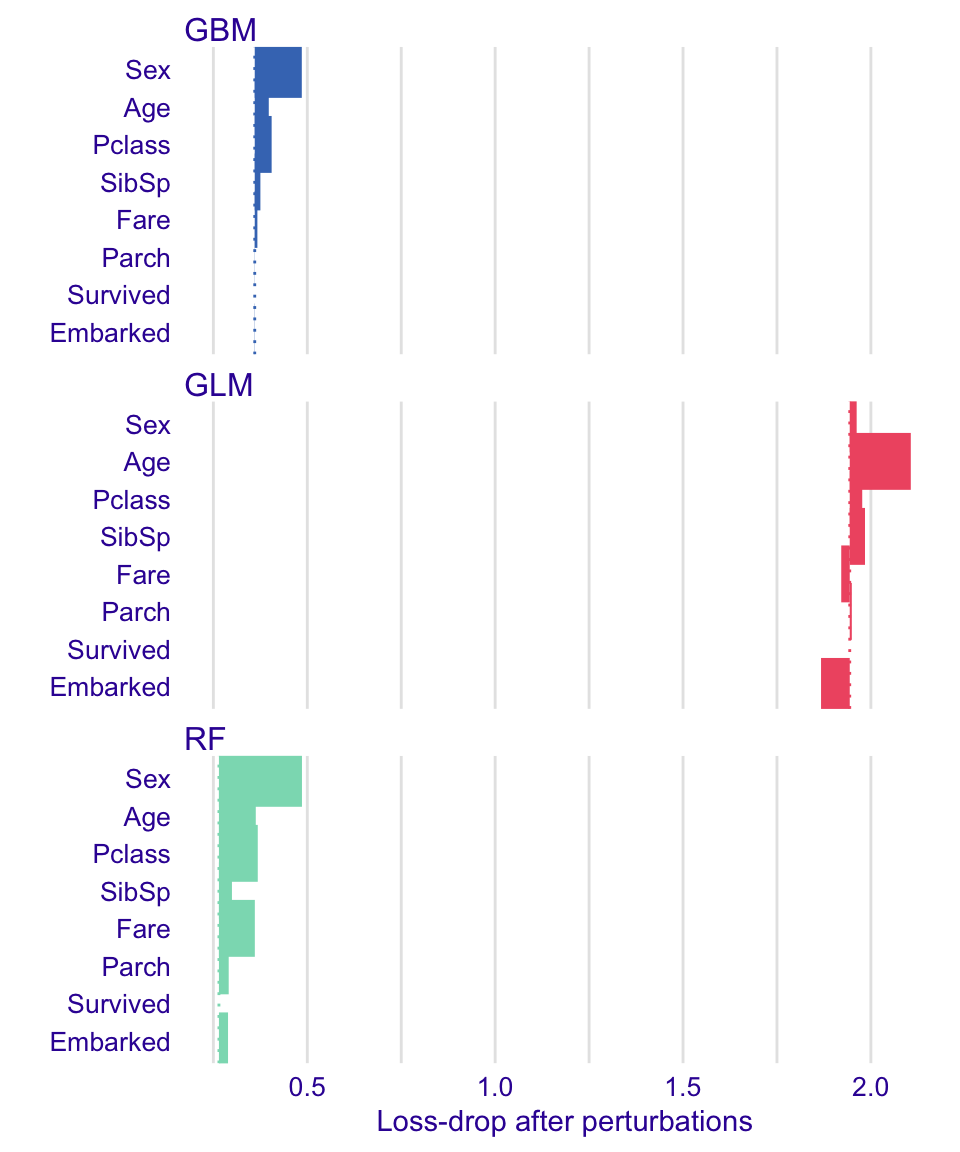 GBM
Sex
Age
Pclass
SibSp
Fare
Parch
Survived
Embarked
GLM
Sex
Age
Pclass
SibSp
Fare
Parch
Survived
Embarked
RF
Sex
Age
Pclass
SibSp
Fare
Parch
Survived
Embarked
0.5 1.0 1.5 2.0
Loss-drop after perturbations